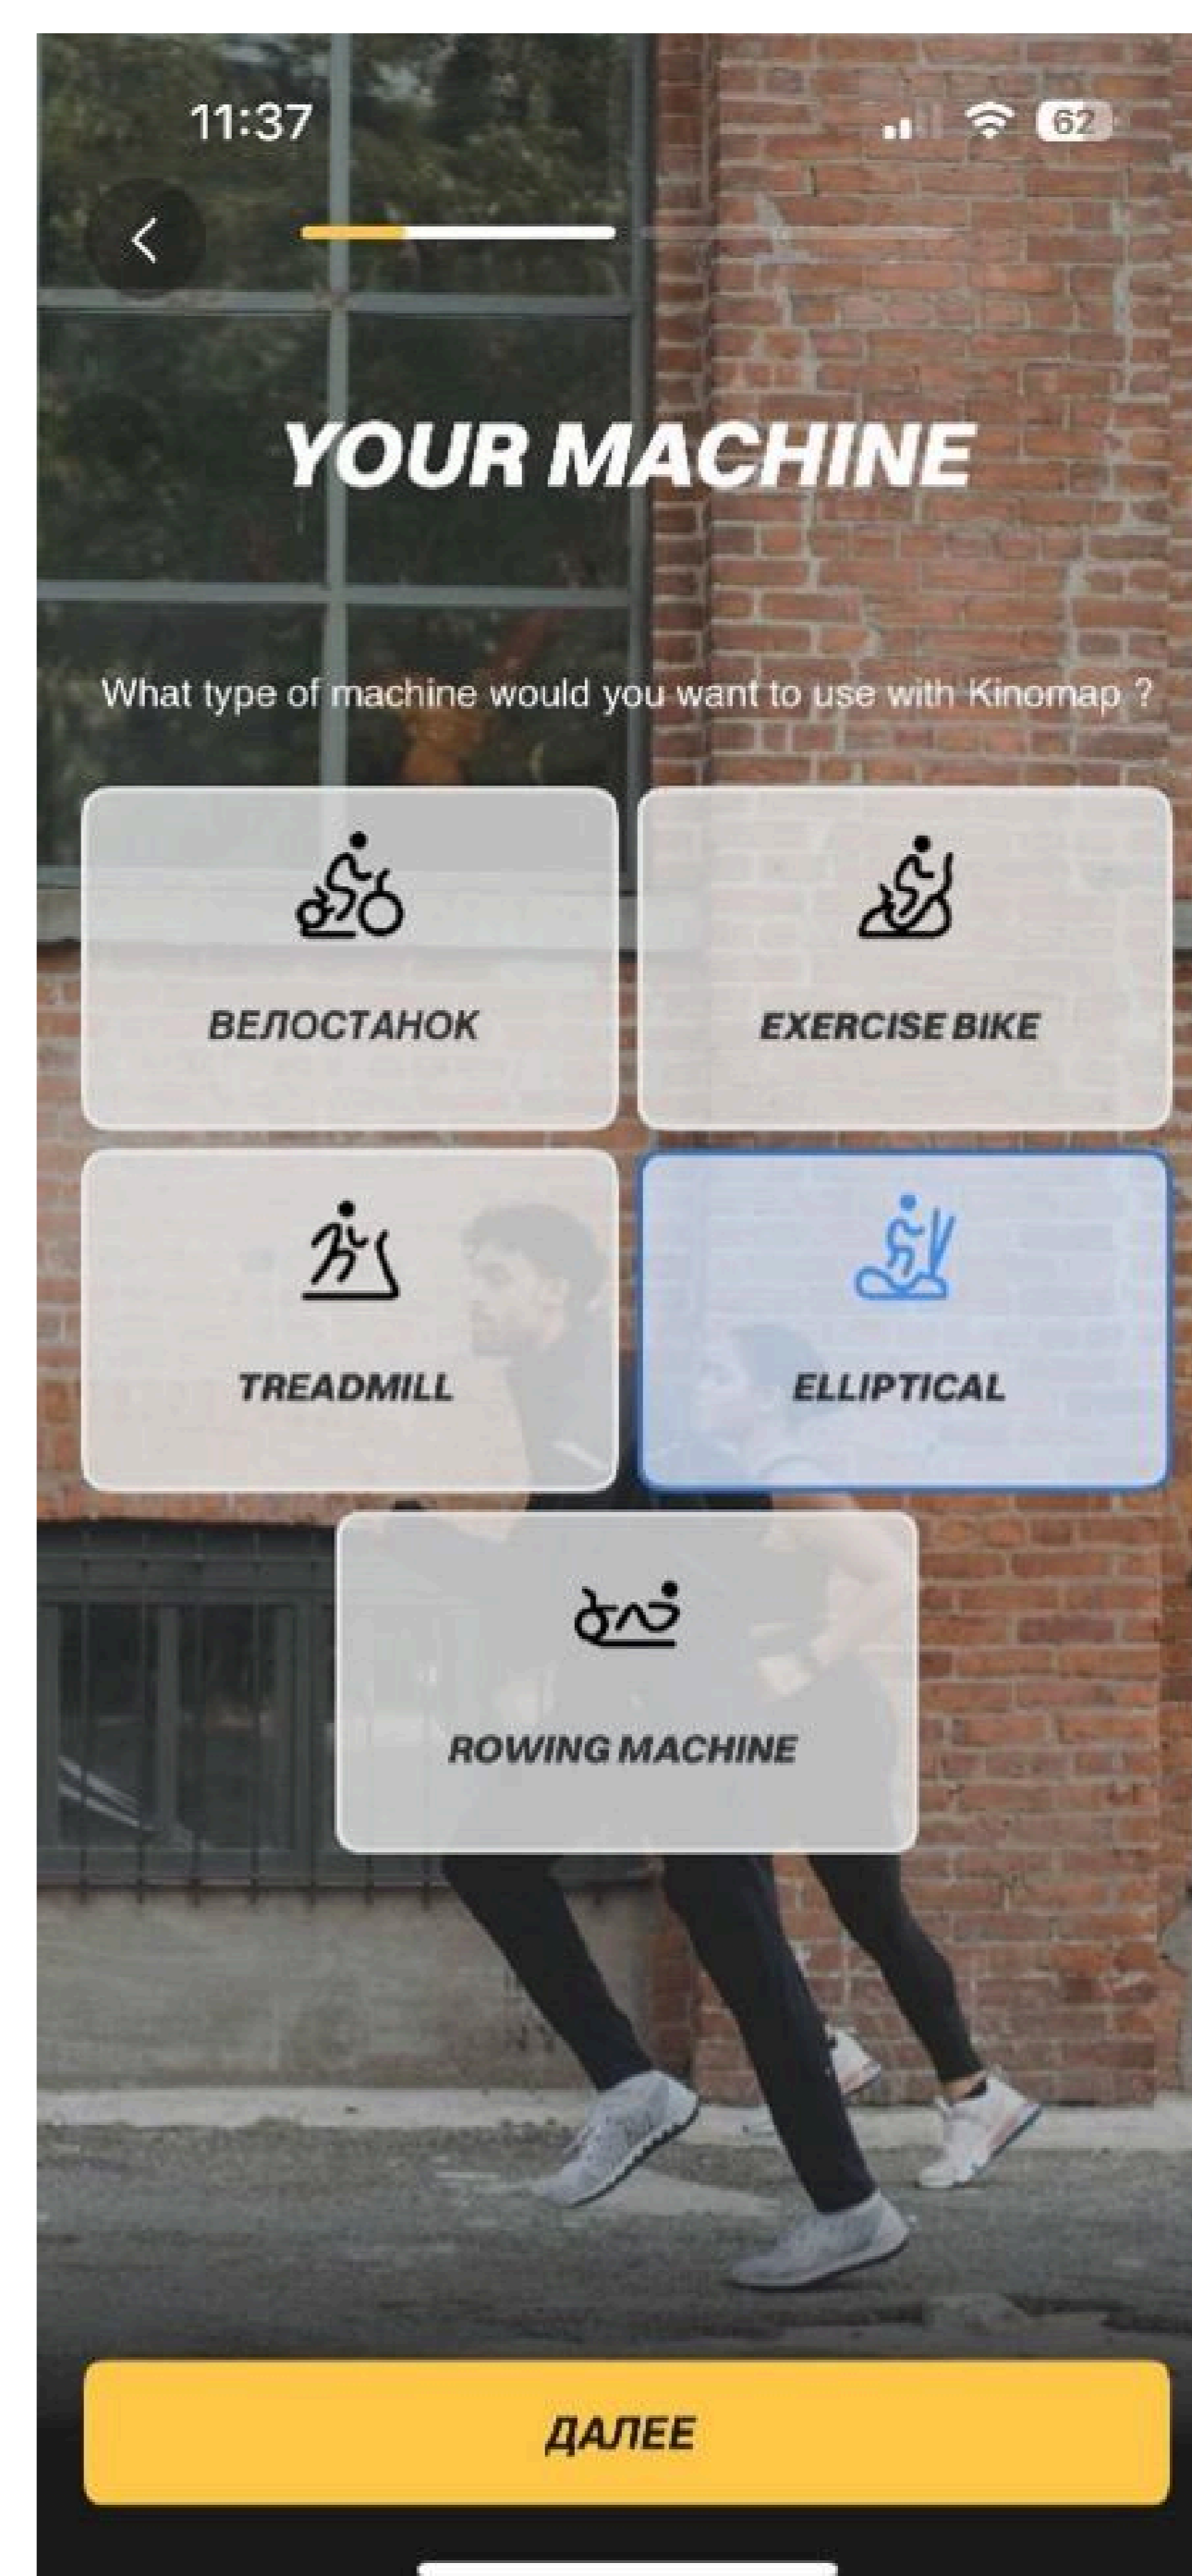 11:37
62
YOUR MACHINE
What type of machine would you want to use with Kinomap ?
ВЕЛОСТАНОК
EXERCISE BIKE
TREADMILL
ELLIPTICAL
ROWING MACHINE
ДАЛЕЕ